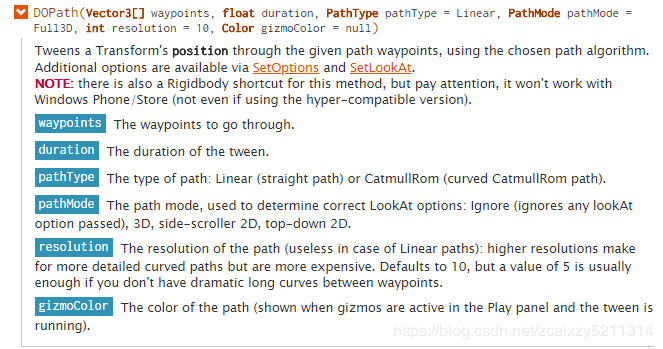 DOPath(Vector3[] waypoints, float duration, PathType pathType = Linear, PathMode pathMode =
Full3D, int resolution = 10, Color gizmoColor = null)
Tweens a Transform's position through the given path waypoints, using the chosen path algorithm.
Additional options are available via SetOptions and SetLookAt.
NOTE: there is also a Rigidbody shortcut for this method, but pay attention, it won't work with
Windows Phone/Store (not even if using the hyper-compatible version).
waypoints The waypoints to go through.
duration The duration of the tween.
pathType The type of path: Linear (straight path) or CatmullRom (curved CatmullRom path).
pathMode The path mode, used to determine correct LookAt options: Ignore (ignores any lookAt
option passed), 3D, side-scroller 2D, top-down 2D.
resolution The resolution of the path (useless in case of Linear paths): higher resolutions make
for more detailed curved paths but are more expensive. Defaults to 10, but a value of 5 is usually
enough if you don't have dramatic long curves between waypoints.
gizmoColor The color of the path (shown when gizmos are active in the Play panel and the tween is
running).
https://blog.csdn.net/zcaixzy5211314